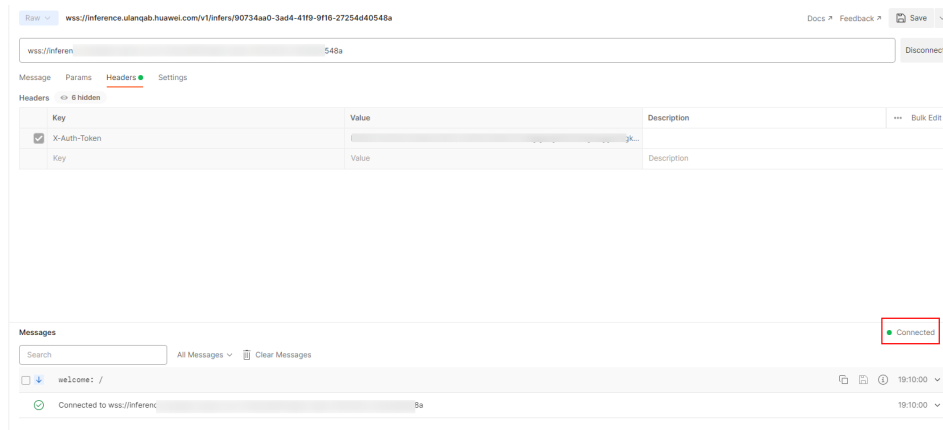 Raw wss://inference.ulanqab.huawei.com/v1/infers/90734aa0-3ad4-41f9-9f16-27254d40548a Docs Feedback Save
wss://inferen 548a Disconnect
Message Params Headers Settings
Headers 6 hidden
Key Value Description ••• Bulk Edit
X-Auth-Token
Key Value Description
Messages Connected
Search All Messages Clear Messages
welcome: / 19:10:00
Connected to wss://inferenc 8a 19:10:00